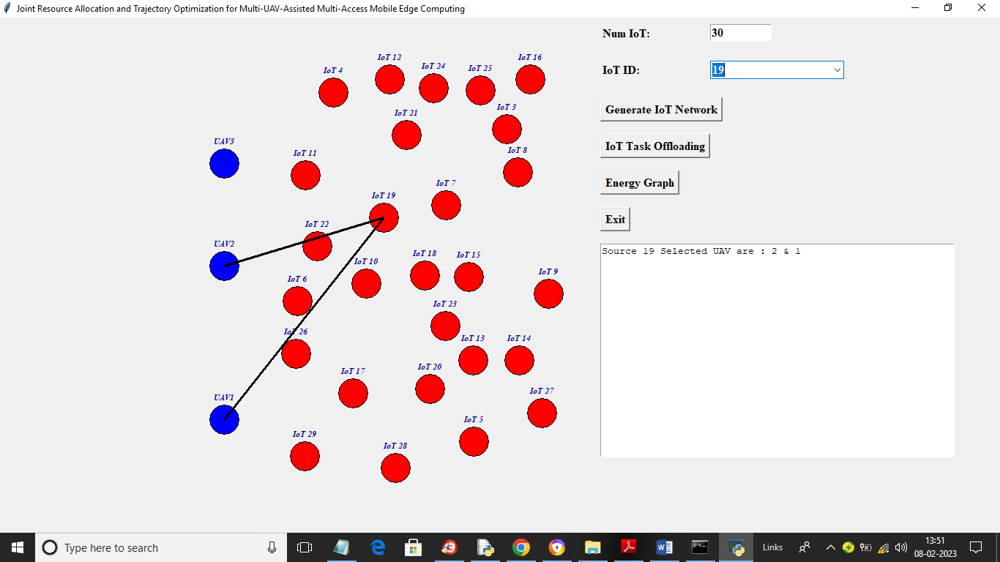 Joint Resource Allocation and Trajectory Optimization for Multi-UAV-Assisted Multi-Access Mobile Edge Computing
Num IoT:
30
IoT ID:
19
Generate IoT Network
IoT Task Offloading
Energy Graph
Exit
Source 19 Selected UAV are : 2 & 1
IoT 12
IoT 16
IoT 24
IoT 25
IoT 4
IoT 3
IoT 21
UAV3
IoT 8
IoT 11
IoT 7
IoT 19
IoT 22
UAV2
IoT 18
IoT 15
IoT 10
IoT 9
IoT 6
IoT 23
IoT 26
IoT 13
IoT 14
IoT 20
IoT 17
IoT 27
UAV1
IoT 5
IoT 29
IoT 28
Type here to search
Links
13:51
08-02-2023